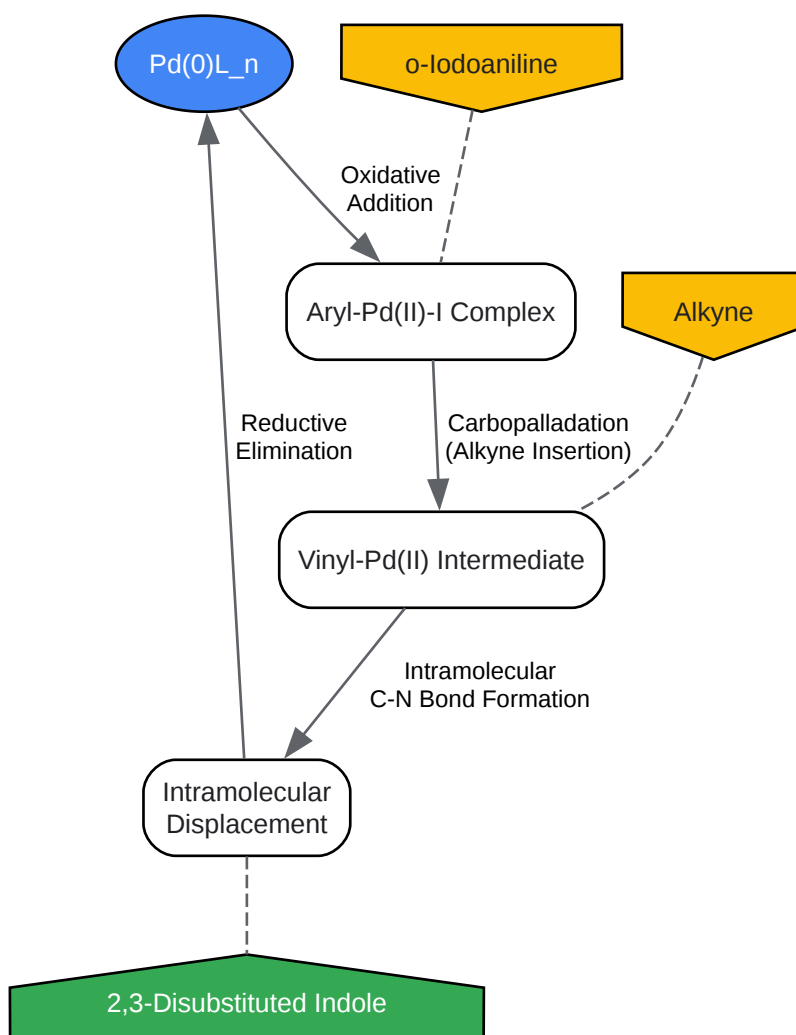 Pd(0)L_n
o-Iodoaniline
Oxidative
Addition
Aryl-Pd(II)-I Complex
Alkyne
Reductive
Elimination
Carbopalladation
(Alkyne Insertion)
Vinyl-Pd(II) Intermediate
Intramolecular
C-N Bond Formation
Intramolecular
Displacement
2,3-Disubstituted Indole